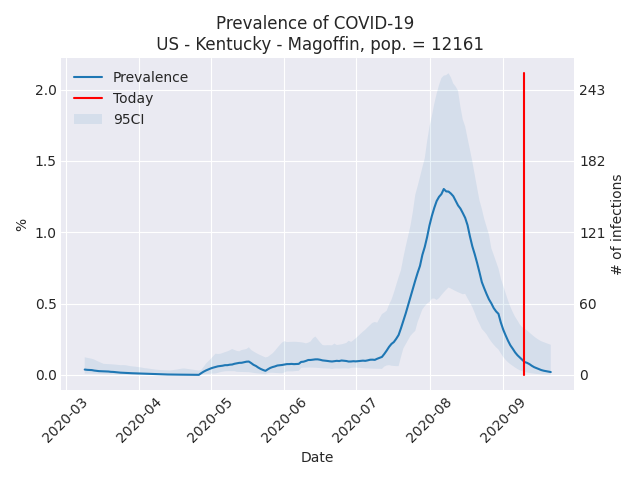 Prevalence of COVID-19
US - Kentucky - Magoffin, pop. = 12161
Prevalence
Today
95CI
%
2.0
1.5
1.0
0.5
0.0
243
182
121
60
0
# of infections
2020-03
2020-04
2020-05
2020-06
2020-07
2020-08
2020-09
Date